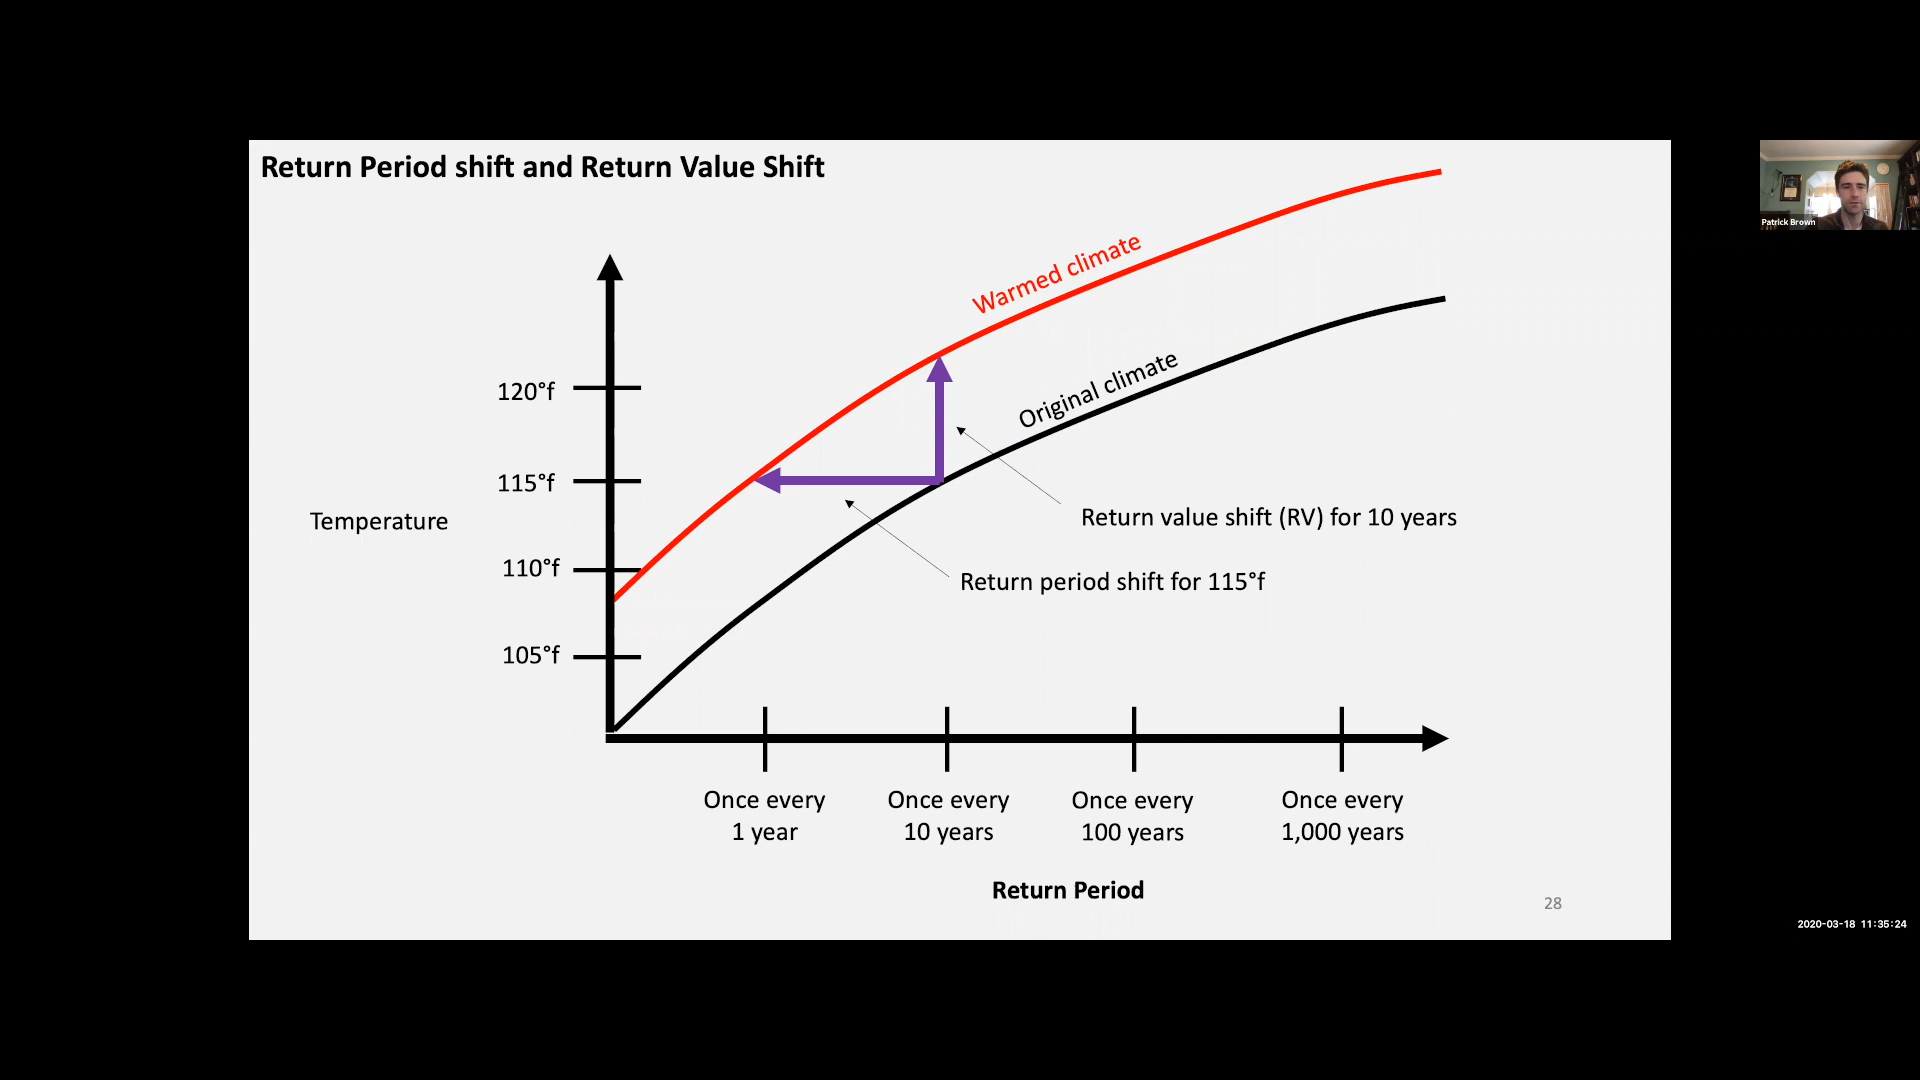 Return Period shift and Return Value Shift
Patrick Brown
Warmed climate
Original climate
120°f
115°f
Temperature
110°f
105°f
Return value shift (RV) for 10 years
Return period shift for 115°f
Once every
1 year
Once every
10 years
Once every
100 years
Once every
1,000 years
Return Period
28
2020-03-18 11:35:24